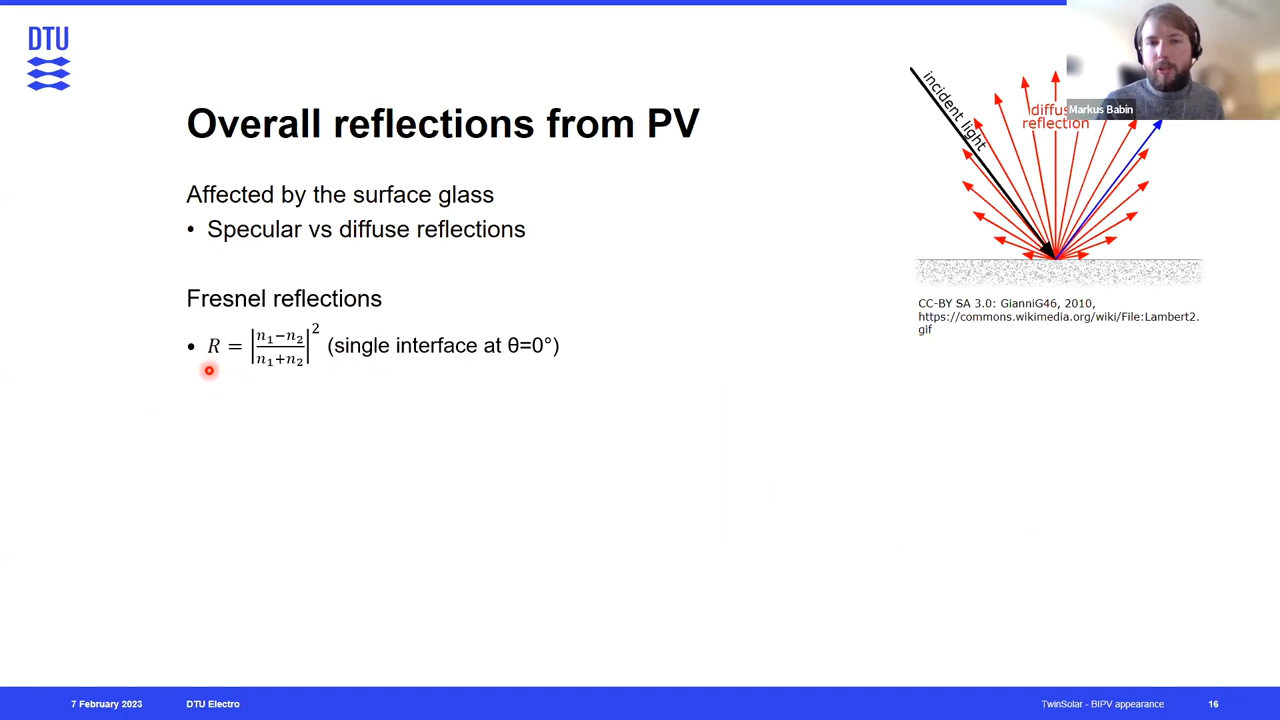 DTU
Overall reflections from PV
Affected by the surface glass
• Specular vs diffuse reflections
Fresnel reflections
• R = |n₁−n₂/n₁+n₂|² (single interface at θ=0°)
incident light
reflection
Markus Babin
CC-BY SA 3.0: GianniG46, 2010,
https://commons.wikimedia.org/wiki/File:Lambert2.
gif
7 February 2023
DTU Electro
TwinSolar - BIPV appearance
16